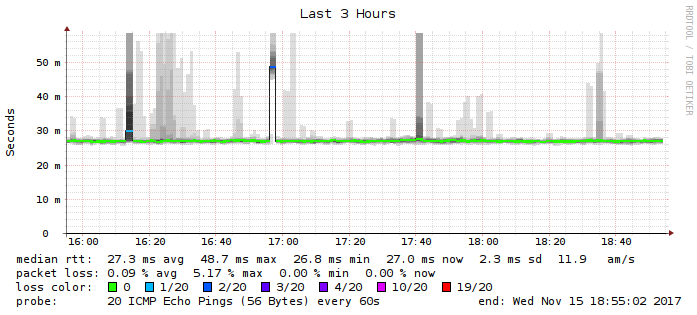 Last 3 Hours
RRDTOOL / TOBI OETIKER
Seconds
50 m
40 m
30 m
20 m
10 m
0
16:00 16:20 16:40 17:00 17:20 17:40 18:00 18:20 18:40
median rtt: 27.3 ms avg 48.7 ms max 26.8 ms min 27.0 ms now 2.3 ms sd 11.9 am/s
packet loss: 0.09 % avg 5.17 % max 0.00 % min 0.00 % now
loss color: 0 1/20 2/20 3/20 4/20 10/20 19/20
probe: 20 ICMP Echo Pings (56 Bytes) every 60s end: Wed Nov 15 18:55:02 2017